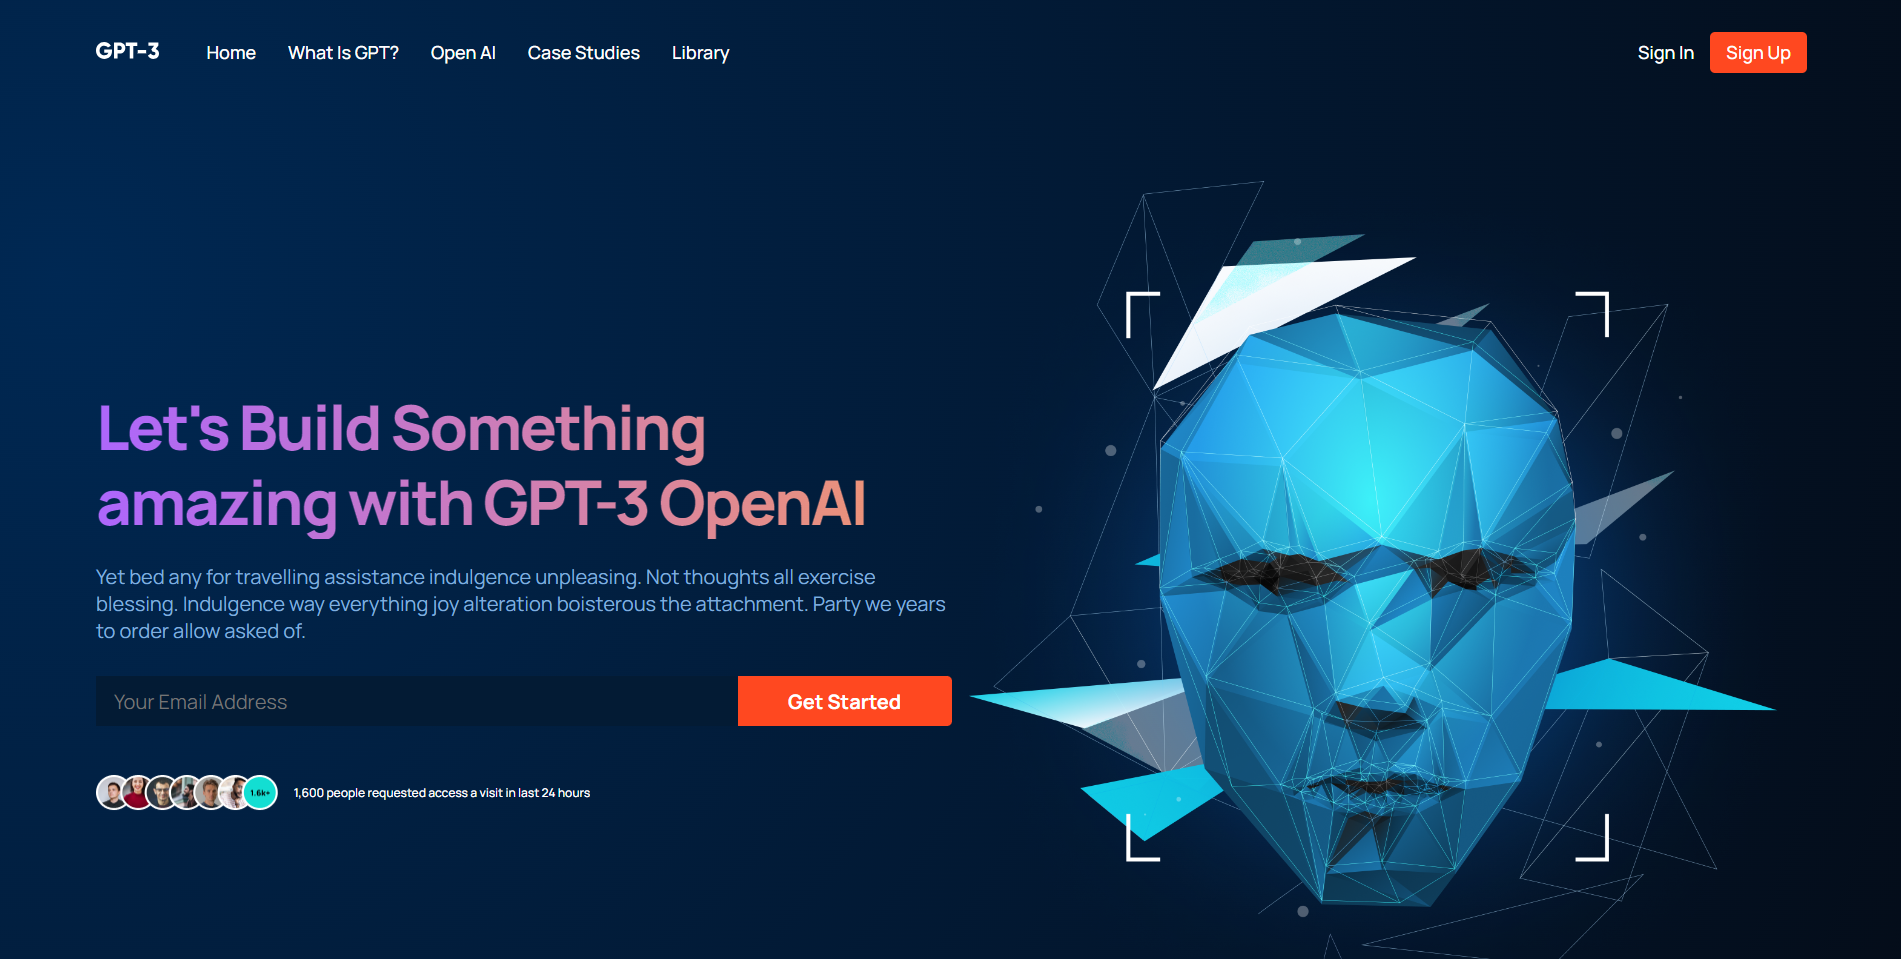 GPT-3
Home
What Is GPT?
Open AI
Case Studies
Library
Sign In
Sign Up
Let's Build Something
amazing with GPT-3 OpenAI
Yet bed any for travelling assistance indulgence unpleasing. Not thoughts all exercise
blessing. Indulgence way everything joy alteration boisterous the attachment. Party we years
to order allow asked of.
Your Email Address
Get Started
1.6k+
1,600 people requested access a visit in last 24 hours